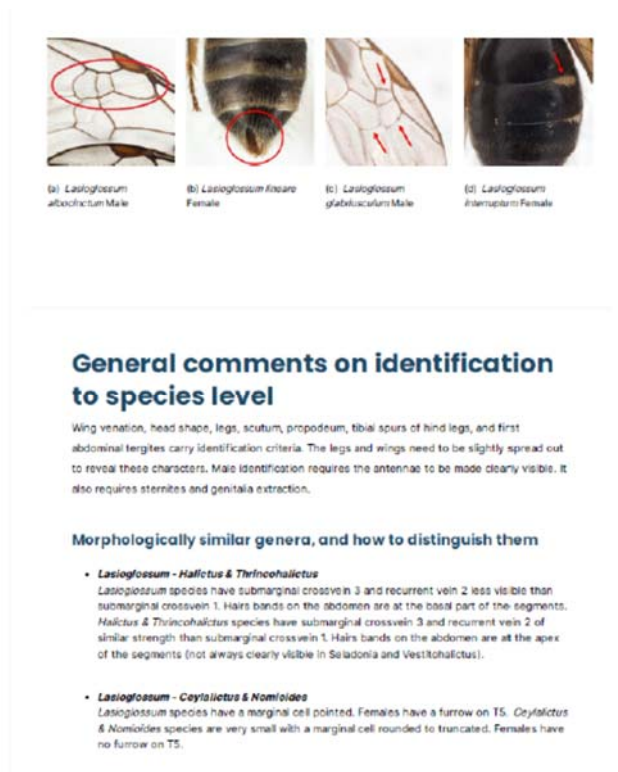 (a) Lasioglossum
albocinctum Male
(b) Lasioglossum lineare
Female
(c) Lasioglossum
glabriusculum Male
(d) Lasioglossum
interruptum Female
General comments on identification
to species level
Wing venation, head shape, legs, scutum, propodeum, tibial spurs of hind legs, and first
abdominal tergites carry identification criteria. The legs and wings need to be slightly spread out
to reveal these characters. Male identification requires the antennae to be made clearly visible. It
also requires sternites and genitalia extraction.
Morphologically similar genera, and how to distinguish them
• Lasioglossum - Halictus & Thrincohalictus
Lasioglossum species have submarginal crossvein 3 and recurrent vein 2 less visible than
submarginal crossvein 1. Hairs bands on the abdomen are at the basal part of the segments.
Halictus & Thrincohalictus species have submarginal crossvein 3 and recurrent vein 2 of
similar strength than submarginal crossvein 1. Hairs bands on the abdomen are at the apex
of the segments (not always clearly visible in Seladonia and Vestitohalictus).
• Lasioglossum - Ceylalictus & Nomioides
Lasioglossum species have a marginal cell pointed. Females have a furrow on T5. Ceylalictus
& Nomioides species are very small with a marginal cell rounded to truncated. Females have
no furrow on T5.